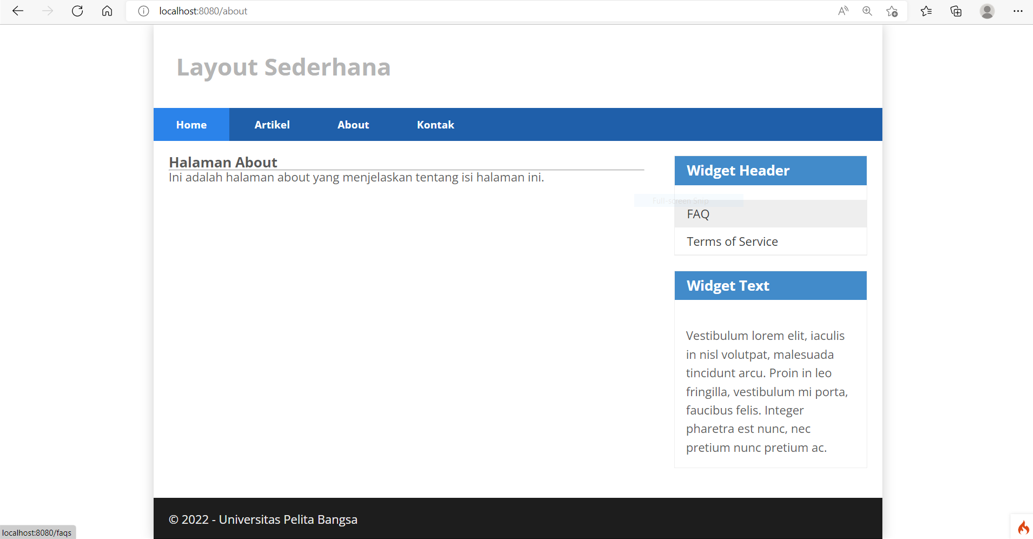 localhost:8080/about
Layout Sederhana
Home Artikel About Kontak
Halaman About
Ini adalah halaman about yang menjelaskan tentang isi halaman ini.
Widget Header
FAQ
Terms of Service
Widget Text
Vestibulum lorem elit, iaculis
in nisl volutpat, malesuada
tincidunt arcu. Proin in leo
fringilla, vestibulum mi porta,
faucibus felis. Integer
pharetra est nunc, nec
pretium nunc pretium ac.
© 2022 - Universitas Pelita Bangsa
localhost:8080/faqs